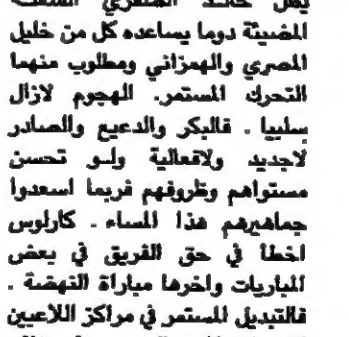 المضيئة دوما يساعده كل من خليل
المصري والهمزاني ومطلوب منهما
التحرك المستمر. الهجوم لازال
سلبيا . فالبكر والدعيع والصادر
لاجديد ولافعالية ولو تحسن
مستواهم وظروفهم فربما اسعدوا
جماهيرهم هذا المساء . كارلوس
اخطا في حق الفريق في بعض
المباريات واخرها مباراة النهضة .
فالتبديل المستمر في مراكز اللاعبين